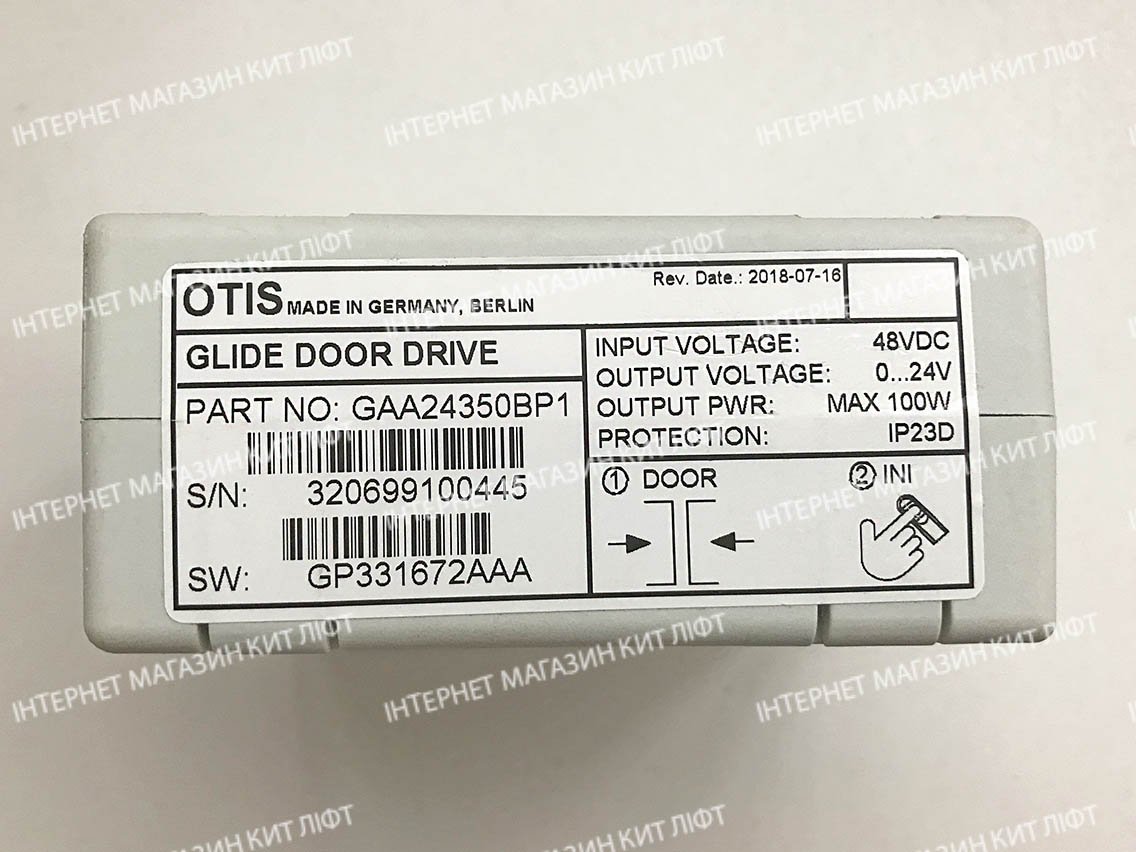 OTIS MADE IN GERMANY, BERLIN
Rev. Date.: 2018-07-16
GLIDE DOOR DRIVE
PART NO: GAA24350BP1
S/N: 320699100445
SW: GP331672AAA
INPUT VOLTAGE: 48VDC
OUTPUT VOLTAGE: 0...24V
OUTPUT PWR: MAX 100W
PROTECTION: IP23D
1 DOOR
2 INI
ІНТЕРНЕТ МАГАЗИН КИТ ЛІФТ